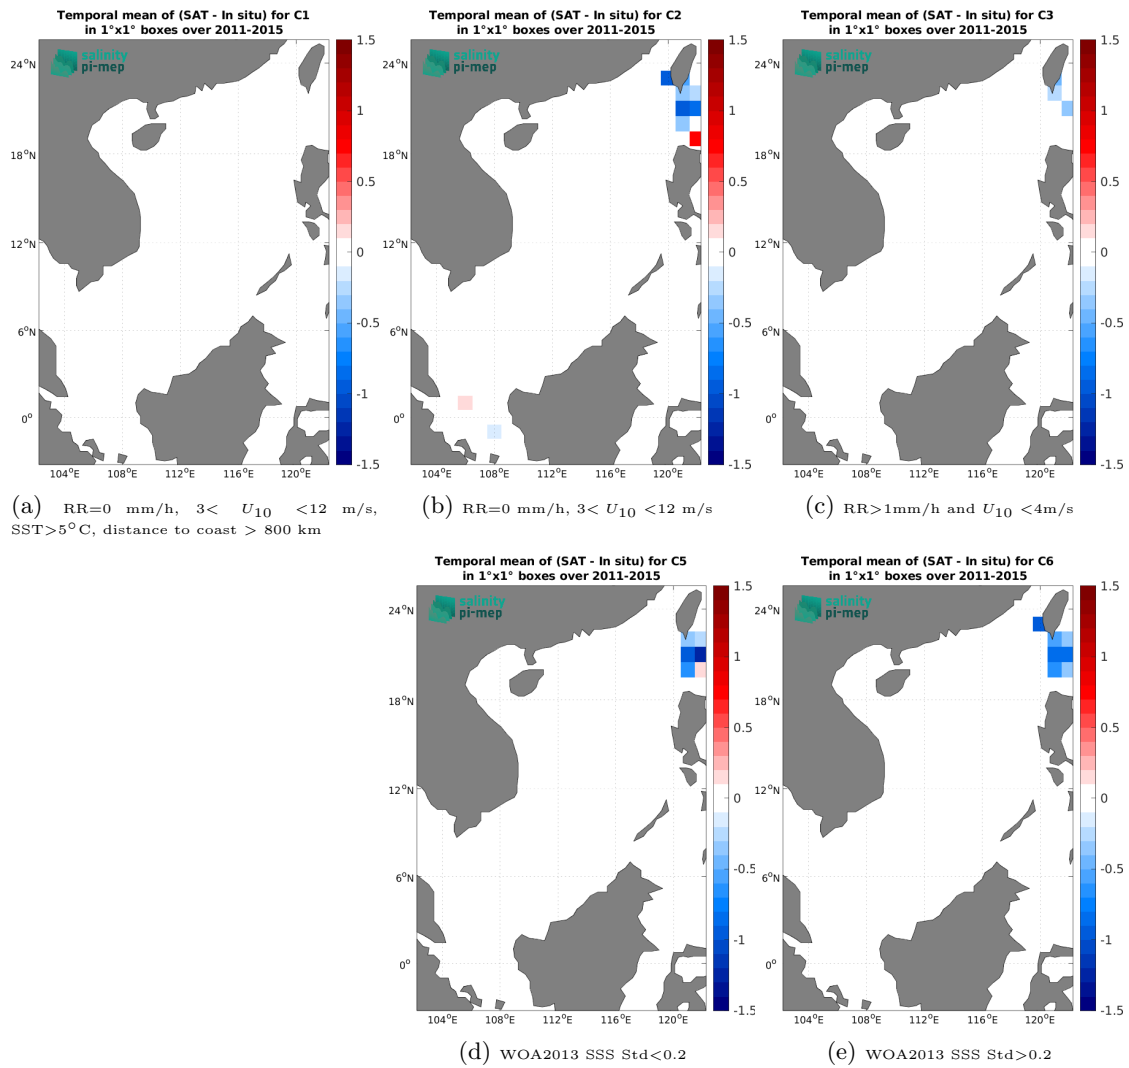 Temporal mean of (SAT - In situ) for C1
in 1°x1° boxes over 2011-2015
salinity
pi-mep
24°N
18°N
12°N
6°N
0°
104°E 108°E 112°E 116°E 120°E
1.5
1
0.5
0
-0.5
-1
-1.5
(a) RR=0 mm/h, 3< U10 <12 m/s,
SST>5°C, distance to coast > 800 km
Temporal mean of (SAT - In situ) for C2
in 1°x1° boxes over 2011-2015
salinity
pi-mep
24°N
18°N
12°N
6°N
0°
104°E 108°E 112°E 116°E 120°E
1.5
1
0.5
0
-0.5
-1
-1.5
(b) RR=0 mm/h, 3< U10 <12 m/s
Temporal mean of (SAT - In situ) for C3
in 1°x1° boxes over 2011-2015
salinity
pi-mep
24°N
18°N
12°N
6°N
0°
104°E 108°E 112°E 116°E 120°E
1.5
1
0.5
0
-0.5
-1
-1.5
(c) RR>1mm/h and U10 <4m/s
Temporal mean of (SAT - In situ) for C5
in 1°x1° boxes over 2011-2015
salinity
pi-mep
24°N
18°N
12°N
6°N
0°
104°E 108°E 112°E 116°E 120°E
1.5
1
0.5
0
-0.5
-1
-1.5
(d) WOA2013 SSS Std<0.2
Temporal mean of (SAT - In situ) for C6
in 1°x1° boxes over 2011-2015
salinity
pi-mep
24°N
18°N
12°N
6°N
0°
104°E 108°E 112°E 116°E 120°E
1.5
1
0.5
0
-0.5
-1
-1.5
(e) WOA2013 SSS Std>0.2